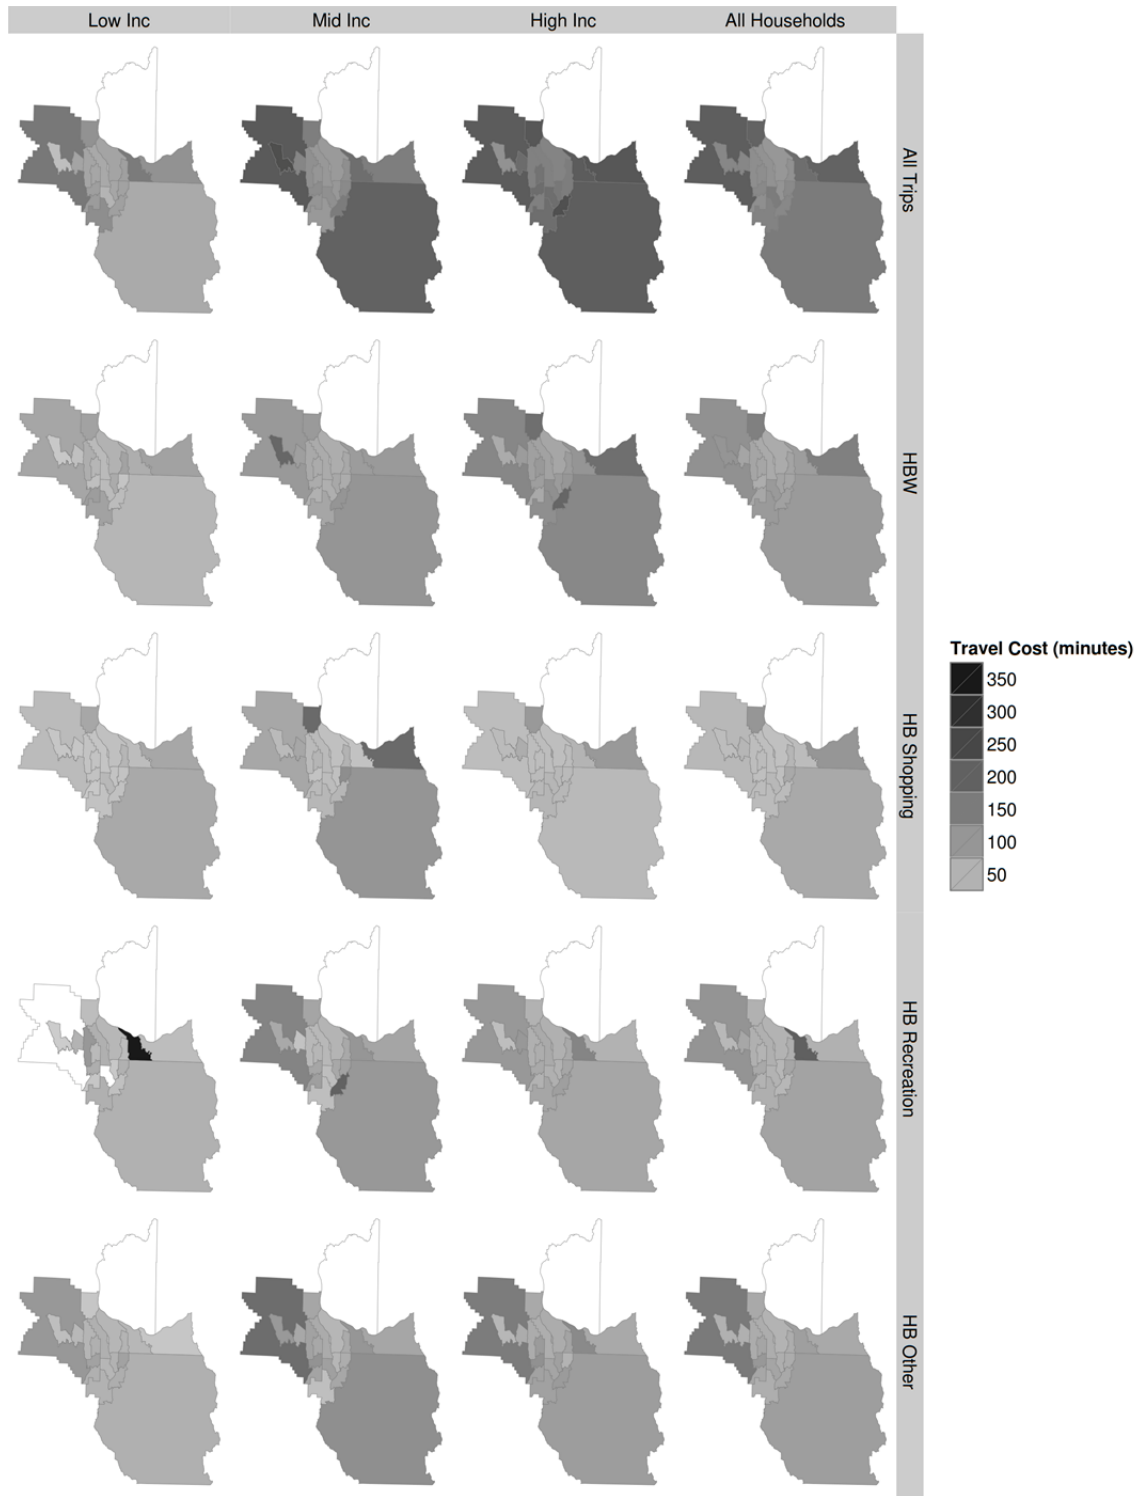 Low Inc
Mid Inc
High Inc
All Households
All Trips
HBW
HB Shopping
HB Recreation
HB Other
Travel Cost (minutes)
350
300
250
200
150
100
50